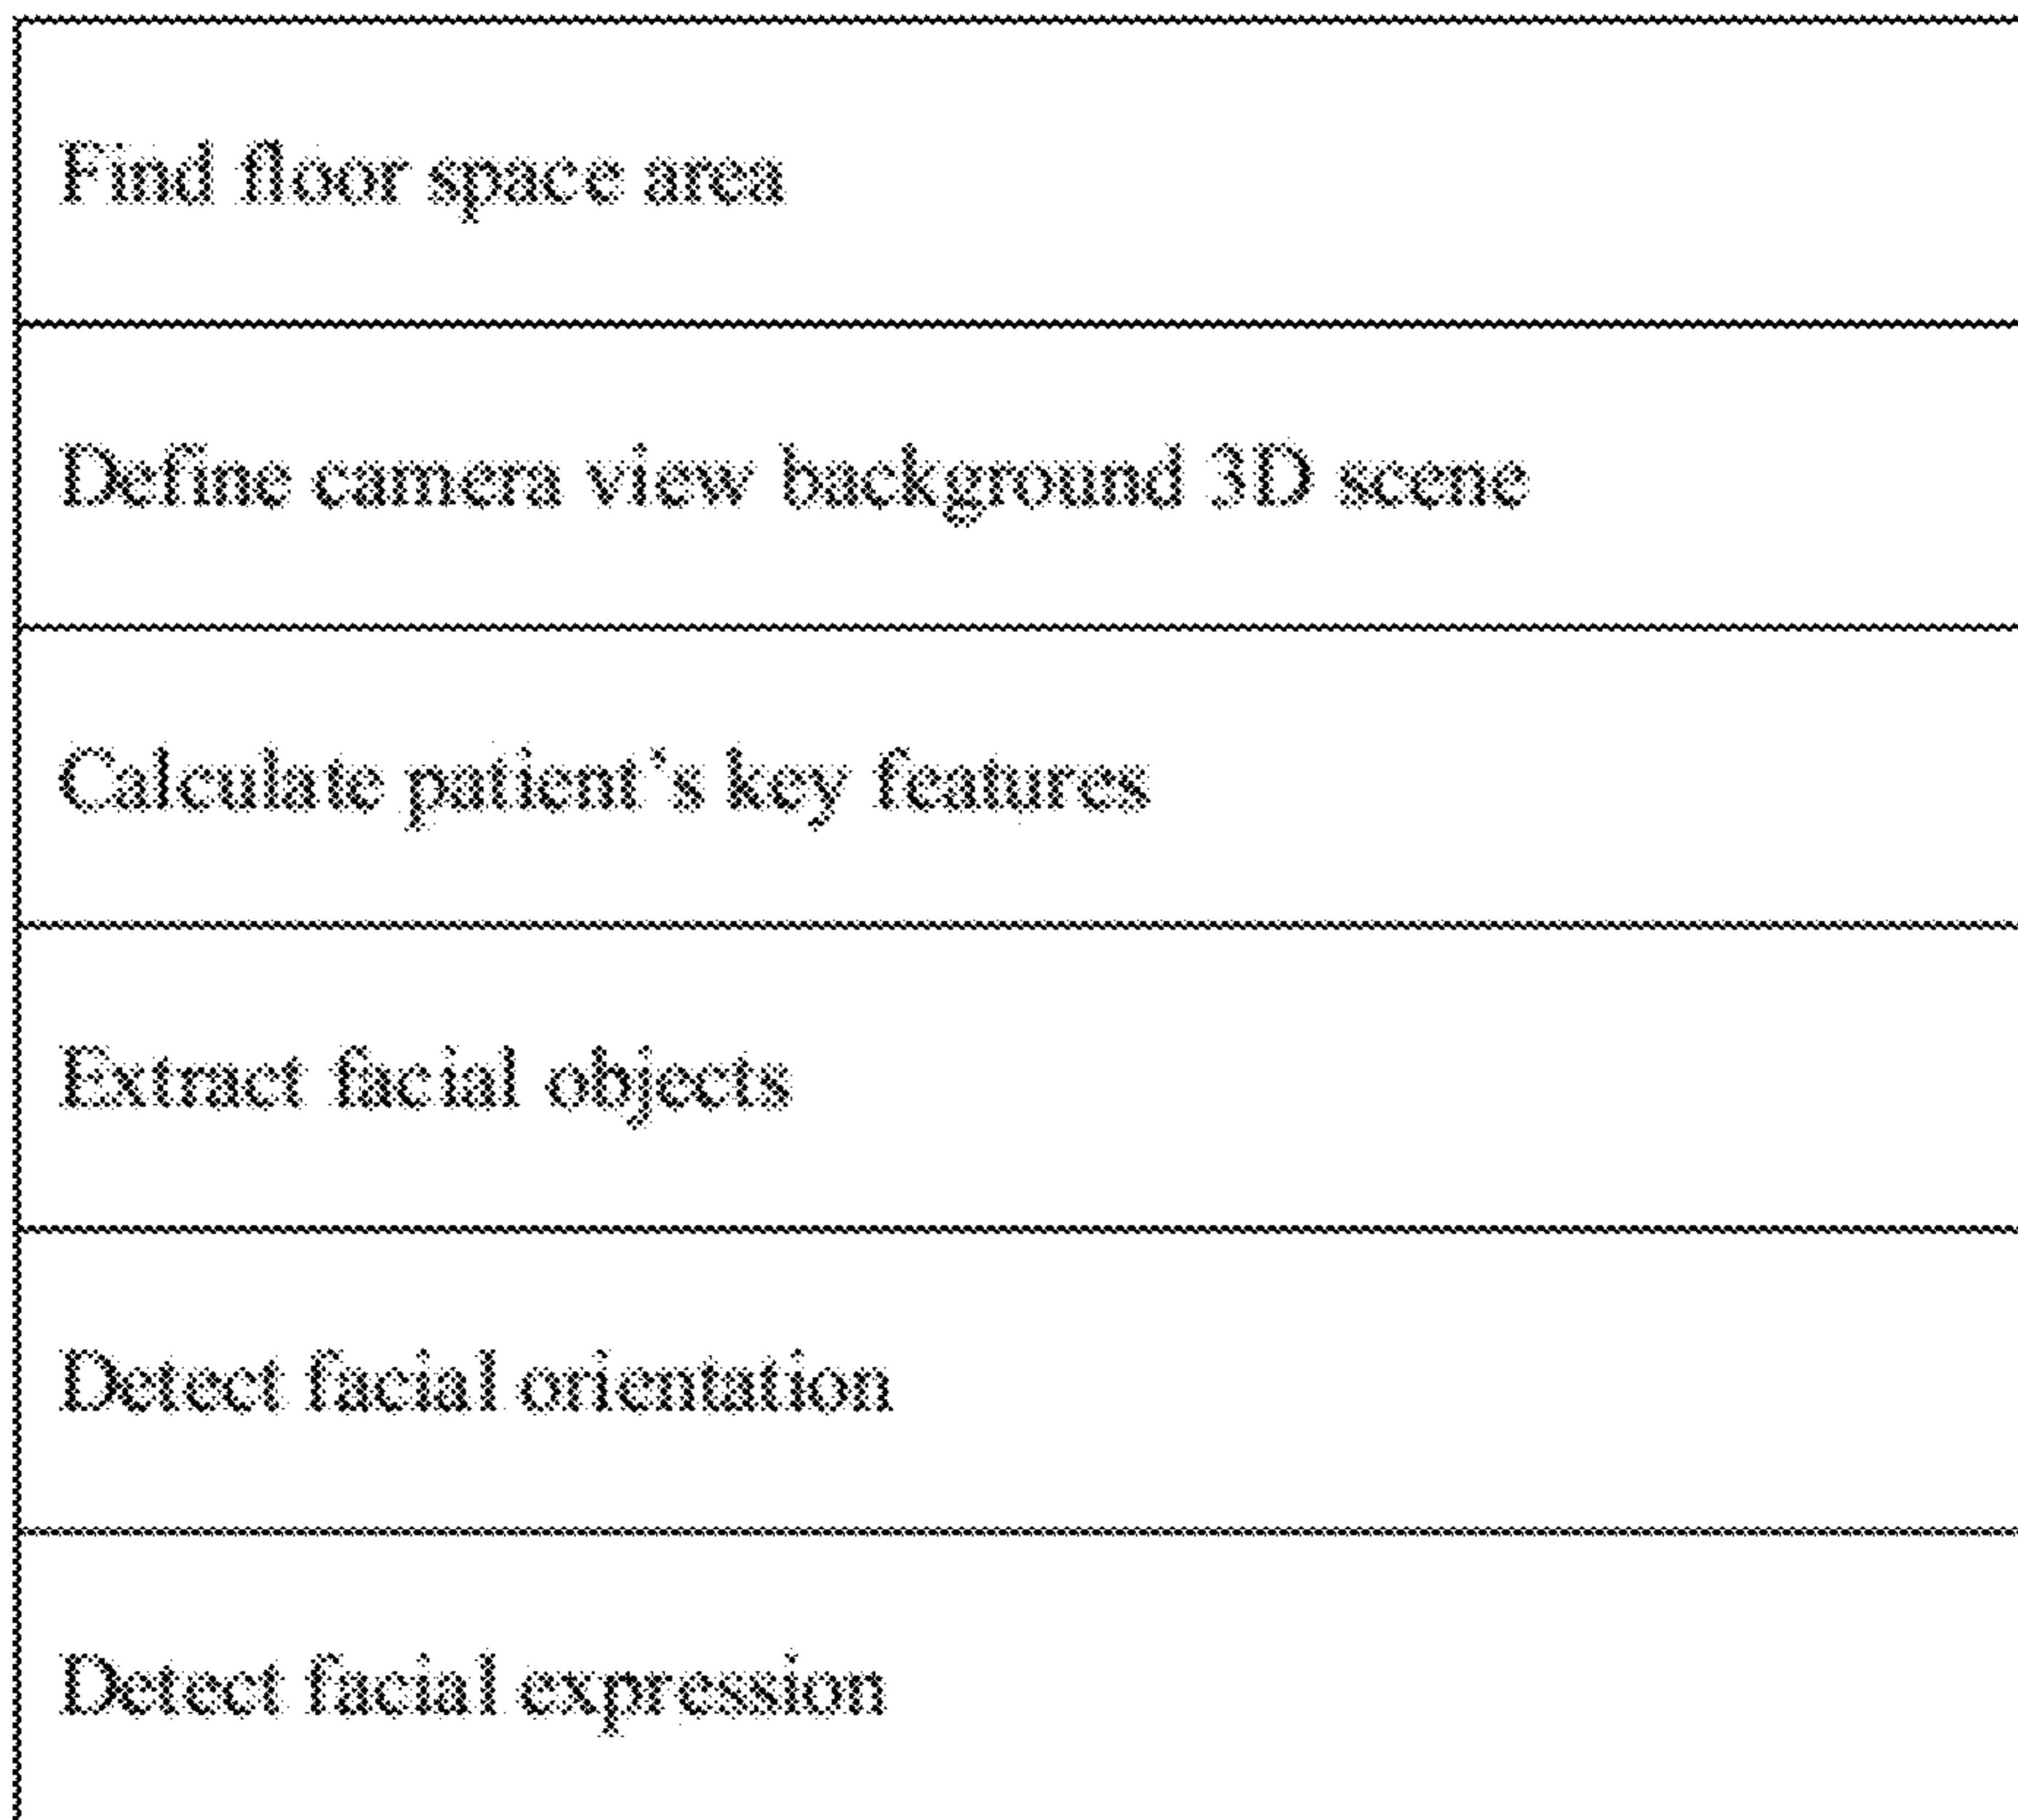 Find floor space area
Define camera view background 3D scene
Calculate patient's key features
Extract facial objects
Detect facial orientation
Detect facial expression